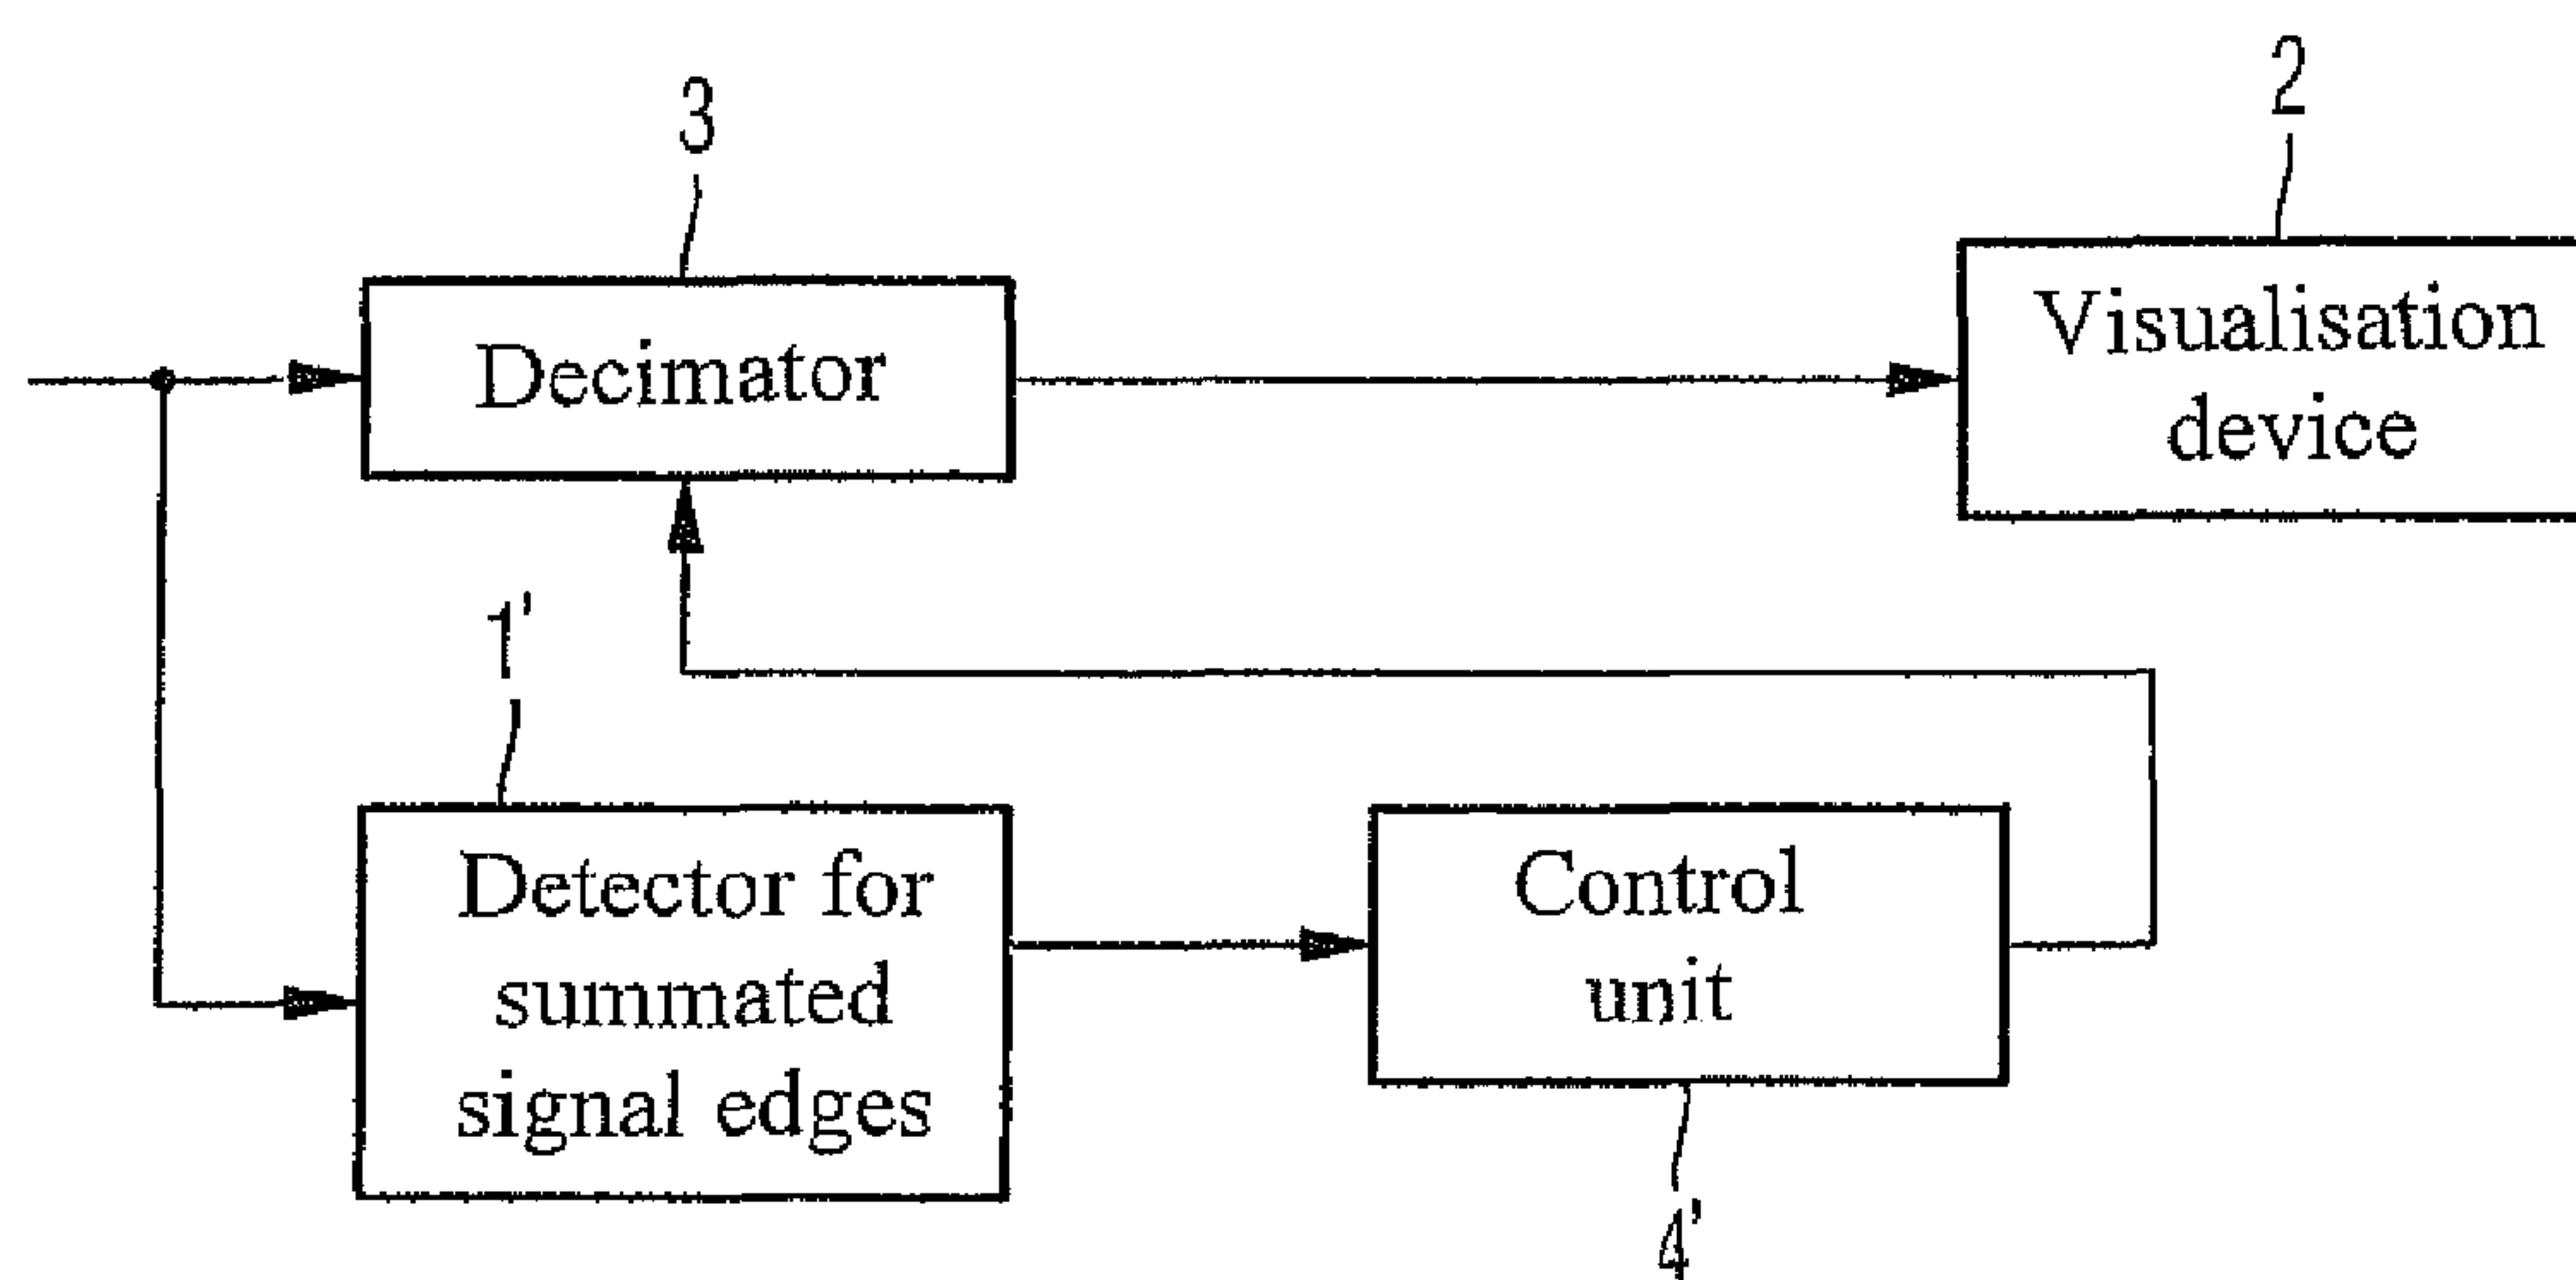 3
2
Decimator
Visualisation
device
1'
Detector for
summated
signal edges
Control
unit
4'